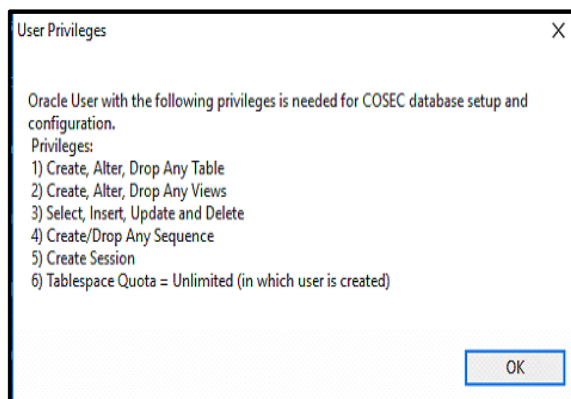 User Privileges
Oracle User with the following privileges is needed for COSEC database setup and
configuration.
Privileges:
1) Create, Alter, Drop Any Table
2) Create, Alter, Drop Any Views
3) Select, Insert, Update and Delete
4) Create/Drop Any Sequence
5) Create Session
6) Tablespace Quota = Unlimited (in which user is created)
OK